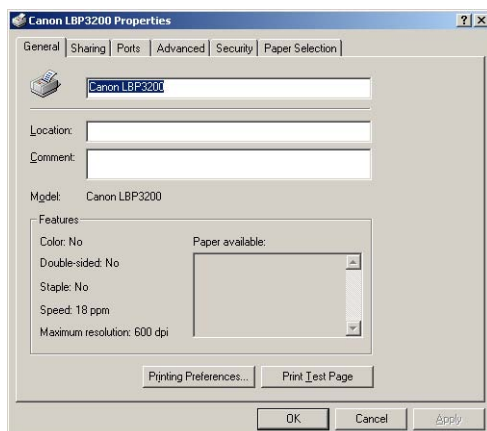 Canon LBP3200 Properties
General Sharing Ports Advanced Security Paper Selection
Canon LBP3200
Location:
Comment:
Model: Canon LBP3200
Features
Color: No Paper available:
Double-sided: No
Staple: No
Speed: 18 ppm
Maximum resolution: 600 dpi
Printing Preferences... Print Test Page
OK Cancel Apply